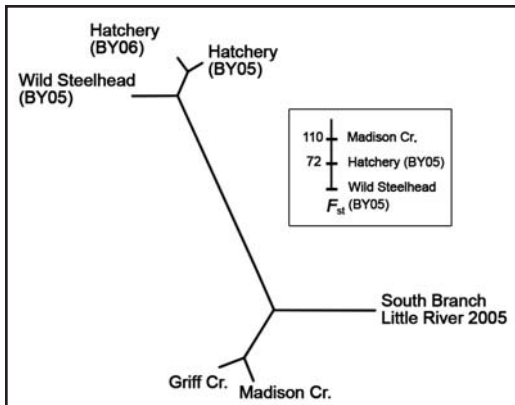 Hatchery
(BY06)
Hatchery
(BY05)
Wild Steelhead
(BY05)
110 Madison Cr.
72 Hatchery (BY05)
Wild Steelhead
Fst (BY05)
South Branch
Little River 2005
Griff Cr.
Madison Cr.